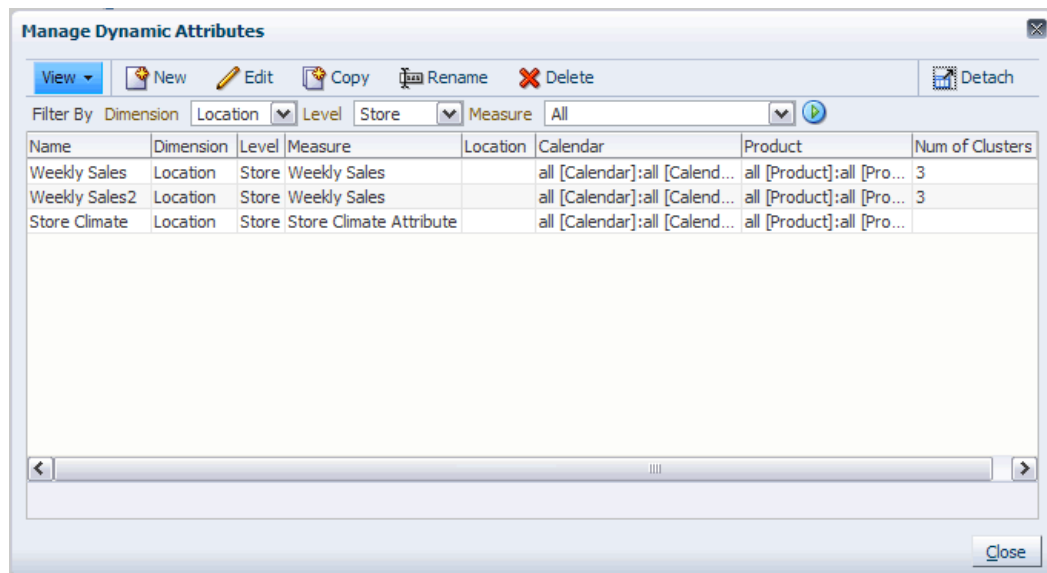 Manage Dynamic Attributes
View New Edit Copy Rename Delete Detach
Filter By Dimension Location Level Store Measure All
Name Dimension Level Measure Location Calendar Product Num of Clusters
Weekly Sales Location Store Weekly Sales all [Calendar]:all [Calend... all [Product]:all [Pro... 3
Weekly Sales2 Location Store Weekly Sales all [Calendar]:all [Calend... all [Product]:all [Pro... 3
Store Climate Location Store Store Climate Attribute all [Calendar]:all [Calend... all [Product]:all [Pro...
Close